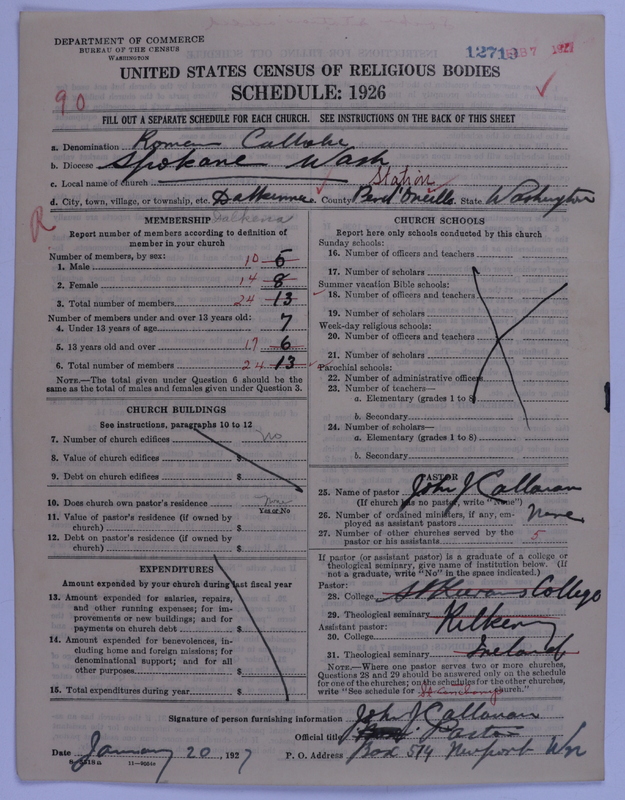 DEPARTMENT OF COMMERCE
BUREAU OF THE CENSUS
WASHINGTON
12719
1927
UNITED STATES CENSUS OF RELIGIOUS BODIES
SCHEDULE: 1926
90
FILL OUT A SEPARATE SCHEDULE FOR EACH CHURCH. SEE INSTRUCTIONS ON THE BACK OF THIS SHEET
a. Denomination Roman Catholic
b. Diocese Spokane Wash
c. Local name of church Station
d. City, town, village, or township, etc. Dalkenna County Pend O'reille State Washington
R
MEMBERSHIP Dalkena
Report number of members according to definition of
member in your church
Number of members, by sex:
1. Male 10 5
2. Female 14 8
3. Total number of members 24 13
Number of members under and over 13 years old:
4. Under 13 years of age 7
5. 13 years old and over 17 6
6. Total number of members 24 13
NOTE.—The total given under Question 6 should be the
same as the total of males and females given under Question 3.
CHURCH BUILDINGS
See instructions, paragraphs 10 to 12
7. Number of church edifices No
8. Value of church edifices $
9. Debt on church edifices $
10. Does church own pastor's residence None
Yes or No
11. Value of pastor's residence (if owned by
church) $
12. Debt on pastor's residence (if owned by
church) $
EXPENDITURES
Amount expended by your church during last fiscal year
13. Amount expended for salaries, repairs,
and other running expenses; for im-
provements or new buildings; and for
payments on church debt $
14. Amount expended for benevolences, in-
cluding home and foreign missions; for
denominational support; and for all
other purposes $
15. Total expenditures during year $
CHURCH SCHOOLS
Report here only schools conducted by this church
Sunday schools:
16. Number of officers and teachers
17. Number of scholars
Summer vacation Bible schools:
18. Number of officers and teachers
19. Number of scholars
Week-day religious schools:
20. Number of officers and teachers
21. Number of scholars
Parochial schools:
22. Number of administrative officers
23. Number of teachers—
a. Elementary (grades 1 to 8)
b. Secondary
24. Number of scholars—
a. Elementary (grades 1 to 8)
b. Secondary
PASTOR
25. Name of pastor John J Callanan
(If church has no pastor, write "None")
26. Number of ordained ministers, if any, em-
ployed as assistant pastors None
27. Number of other churches served by the
pastor or his assistants 5
If pastor (or assistant pastor) is a graduate of a college or
theological seminary, give name of institution below. (If
not a graduate, write "No" in the space indicated.)
Pastor:
28. College St Kierans College
29. Theological seminary Kilkenny
Assistant pastor:
30. College
31. Theological seminary Ireland
NOTE.—Where one pastor serves two or more churches,
Questions 28 and 29 should be answered only on the schedule
for one of the churches; on the schedules for the other churches,
write "See schedule for St Anthony church."
Signature of person furnishing information John J Callanan
Official title Pastor
Date January 20, 1927 P. O. Address Box 514 Newport Wn
11—9051a